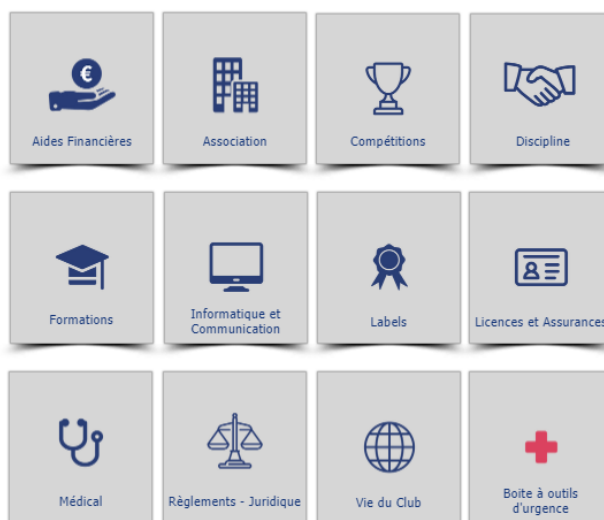 €
Aides Financières
Association
Compétitions
Discipline
Formations
Informatique et
Communication
Labels
Licences et Assurances
Médical
Règlements - Juridique
Vie du Club
Boite à outils
d'urgence